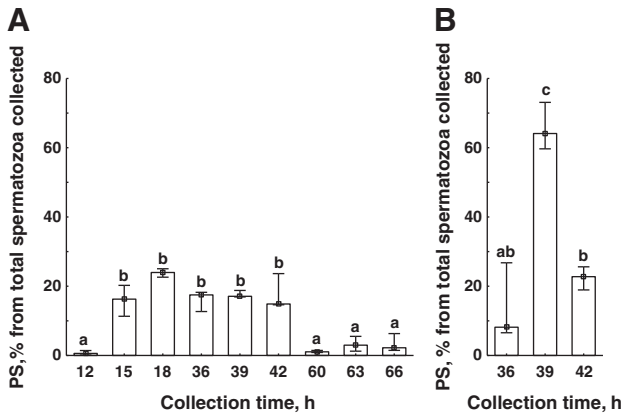 A
PS,% from total spermatozoa collected
80
60
40
20
0
a b b b b b a a a
12 15 18 36 39 42 60 63 66
Collection time, h
B
PS, % from total spermatozoa collected
80
60
40
20
0
ab c b
36 39 42
Collection time, h